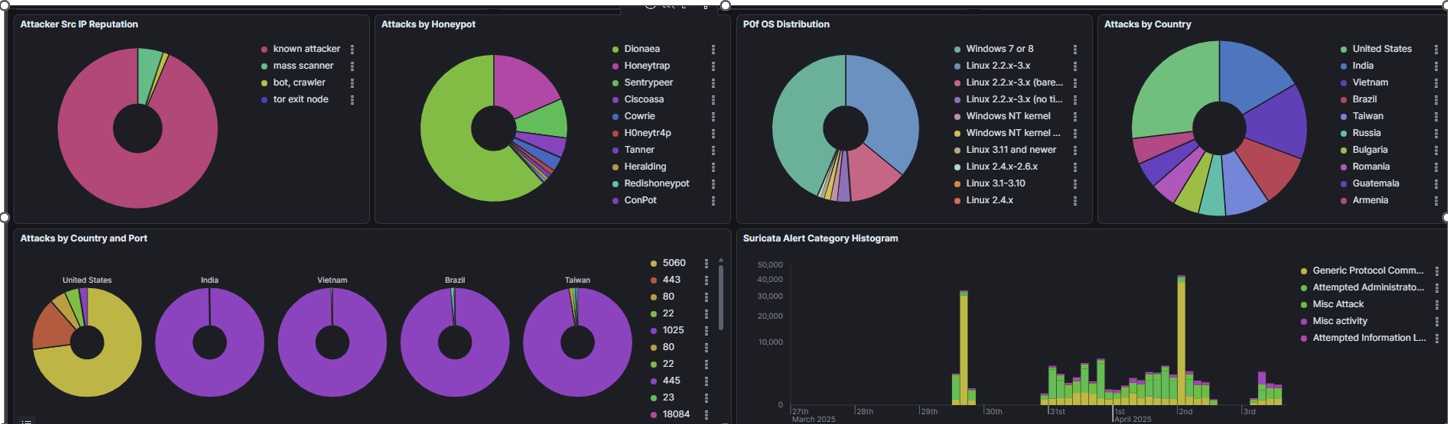 Attacker Src IP Reputation
known attacker
mass scanner
bot, crawler
tor exit node
Attacks by Honeypot
Dionaea
Honeytrap
Sentrypeer
Ciscoasa
Cowrie
H0neytr4p
Tanner
Heralding
Redishoneypot
ConPot
P0f OS Distribution
Windows 7 or 8
Linux 2.2.x-3.x
Linux 2.2.x-3.x (bare...
Linux 2.2.x-3.x (no ti...
Windows NT kernel
Windows NT kernel ...
Linux 3.11 and newer
Linux 2.4.x-2.6.x
Linux 3.1-3.10
Linux 2.4.x
Attacks by Country
United States
India
Vietnam
Brazil
Taiwan
Russia
Bulgaria
Romania
Guatemala
Armenia
Attacks by Country and Port
United States
India
Vietnam
Brazil
Taiwan
5060
443
80
22
1025
80
22
445
23
18084
Suricata Alert Category Histogram
50,000
40,000
30,000
20,000
10,000
0
27th
March 2025
28th
29th
30th
31st
1st
April 2025
2nd
3rd
Generic Protocol Comm...
Attempted Administrato...
Misc Attack
Misc activity
Attempted Information L...